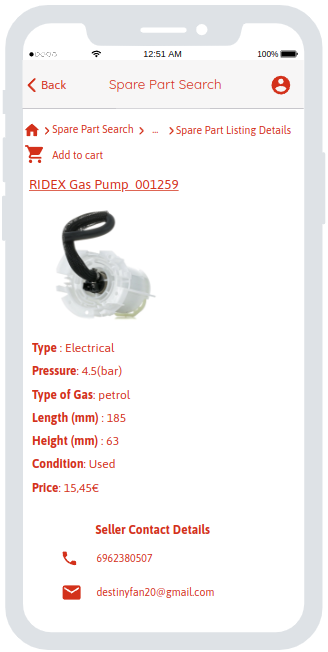 12:51 AM 100%
Back Spare Part Search
Spare Part Search ... Spare Part Listing Details
Add to cart
RIDEX Gas Pump 001259
Type : Electrical
Pressure: 4.5(bar)
Type of Gas: petrol
Length (mm) : 185
Height (mm) : 63
Condition: Used
Price: 15,45€
Seller Contact Details
6962380507
destinyfan20@gmail.com